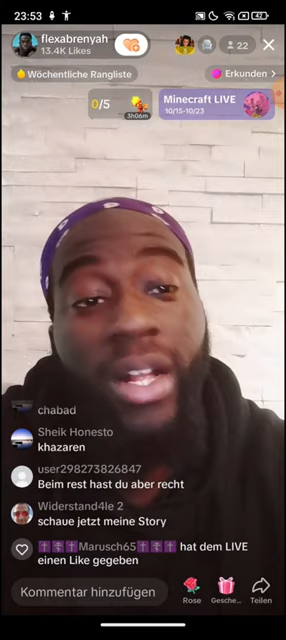 23:53
42
flexabrenyah
13.4K Likes
22
Wöchentliche Rangliste
Erkunden
0/5
3h06m
Minecraft LIVE
10/15-10/23
chabad
Sheik Honesto
khazaren
user298273826847
Beim rest hast du aber recht
Widerstand4le 2
schaue jetzt meine Story
Marusch65 hat dem LIVE
einen Like gegeben
Kommentar hinzufügen
Rose
Gesche...
Teilen